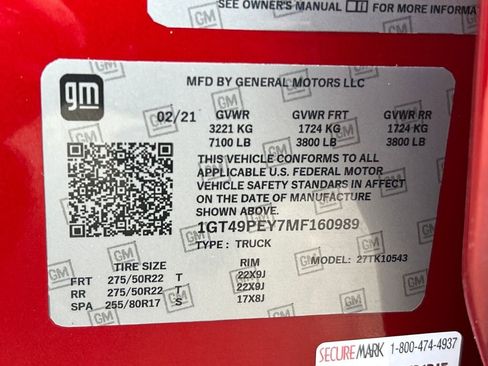 SEE OWNER'S MANUAL FOR MORE INFORMA
gm
MFD BY GENERAL MOTORS LLC
02/21 GVWR GVWR FRT GVWR RR
3221 KG 1724 KG 1724 KG
7100 LB 3800 LB 3800 LB
THIS VEHICLE CONFORMS TO ALL
APPLICABLE U.S. FEDERAL MOTOR
VEHICLE SAFETY STANDARDS IN AFFECT
ON THE DATE OF MANUFACTURE
SHOWN ABOVE.
1GT49PEY7MF160989
TYPE: TRUCK MODEL: 27TK10543
TIRE SIZE RIM
FRT 275/50R22 T 22X9J
RR 275/50R22 T 22X9J
SPA 255/80R17 S 17X8J
SECUREMARK 1-800-474-4937